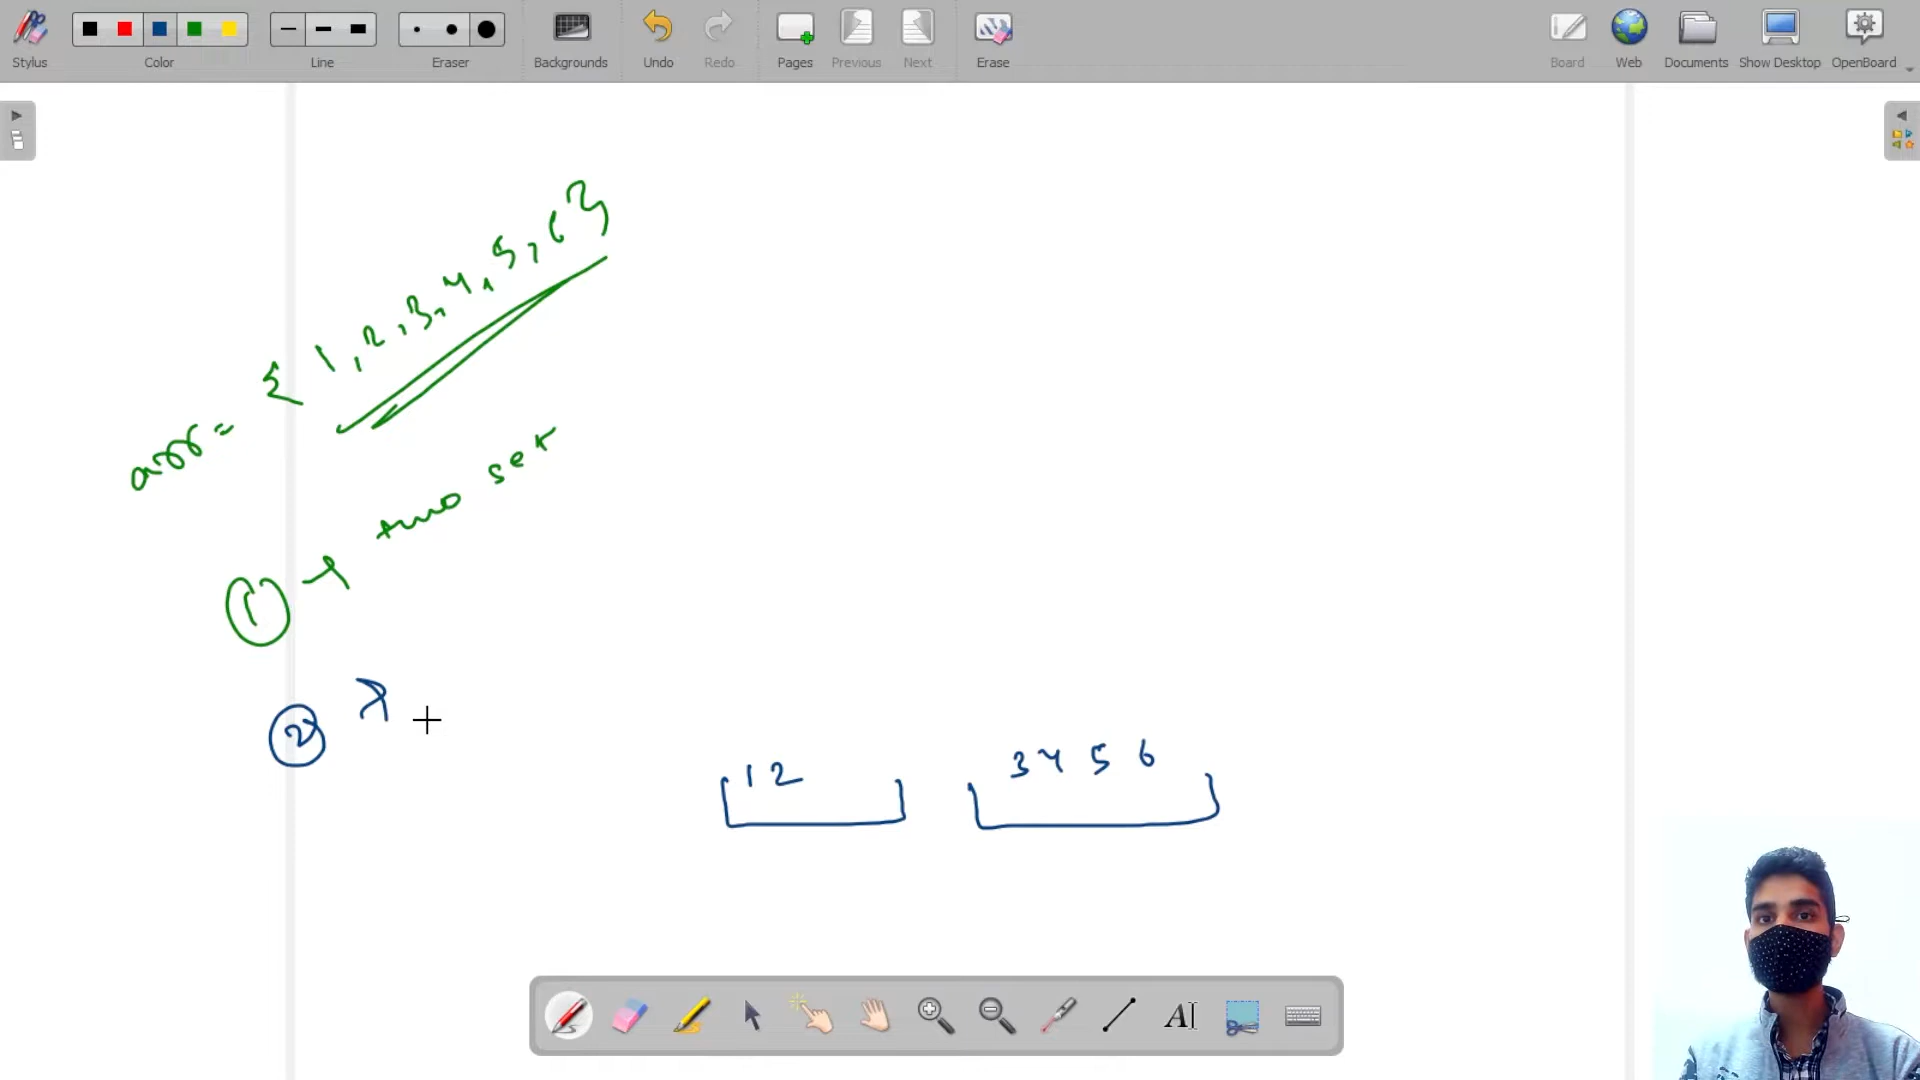 Stylus
Color
Line
Eraser
Backgrounds
Undo
Redo
Pages
Previous
Next
Erase
Board
Web
Documents
Show Desktop
OpenBoard
arr = { 1, 2, 3, 4, 5, 6 }
① → two set
②
1 2
3 4 5 6
AI